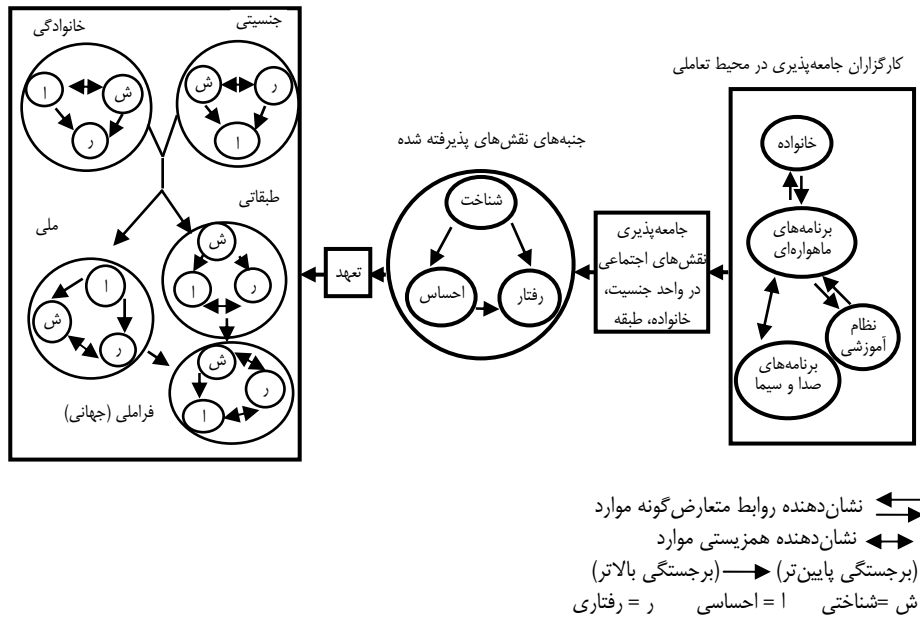 کارگزاران جامعه‌پذیری در محیط تعاملی
خانواده
برنامه‌های
ماهواره‌ای
نظام
آموزشی
برنامه‌های
صدا و سیما
جامعه‌پذیری
نقش‌های اجتماعی
در واحد جنسیت،
خانواده، طبقه
جنبه‌های نقش‌های پذیرفته شده
شناخت
رفتار
احساس
تعهد
جنسیتی
ش
ر
ا
خانوادگی
ش
ا
ر
طبقاتی
ش
ر
ا
ملی
ا
ش
ر
فراملی (جهانی)
ش
ر
ا
نشان‌دهنده روابط متعارض‌گونه موارد
نشان‌دهنده همزیستی موارد
(برجستگی پایین‌تر) (برجستگی بالاتر)
ش =شناختی ا = احساسی ر = رفتاری